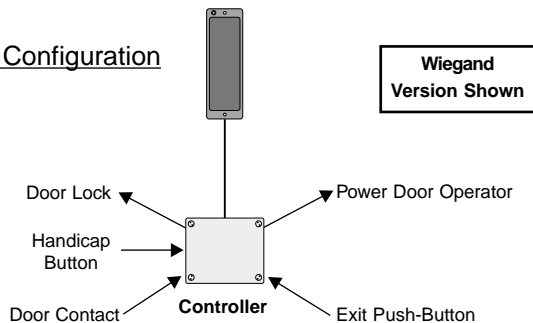 Configuration
Wiegand
Version Shown
Door Lock
Power Door Operator
Handicap
Button
Door Contact
Controller
Exit Push-Button